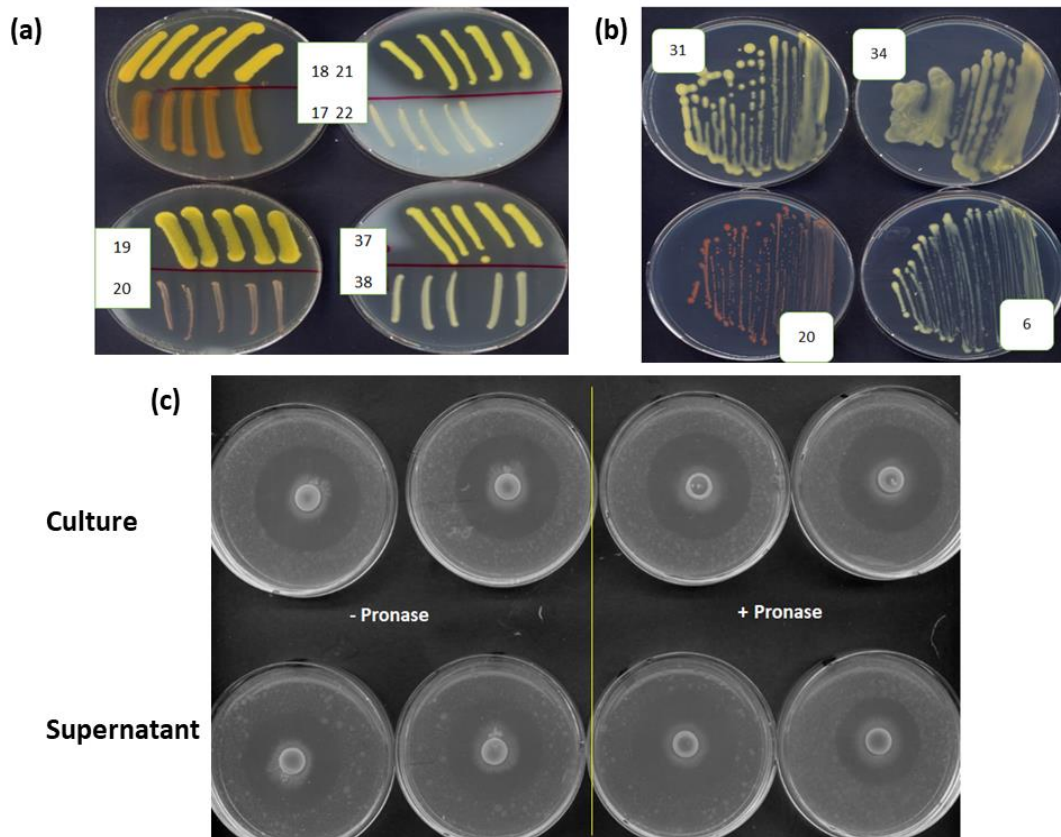 (a)
18 21
17 22
19
20
37
38
(b)
31
34
20
6
(c)
Culture
- Pronase
+ Pronase
Supernatant